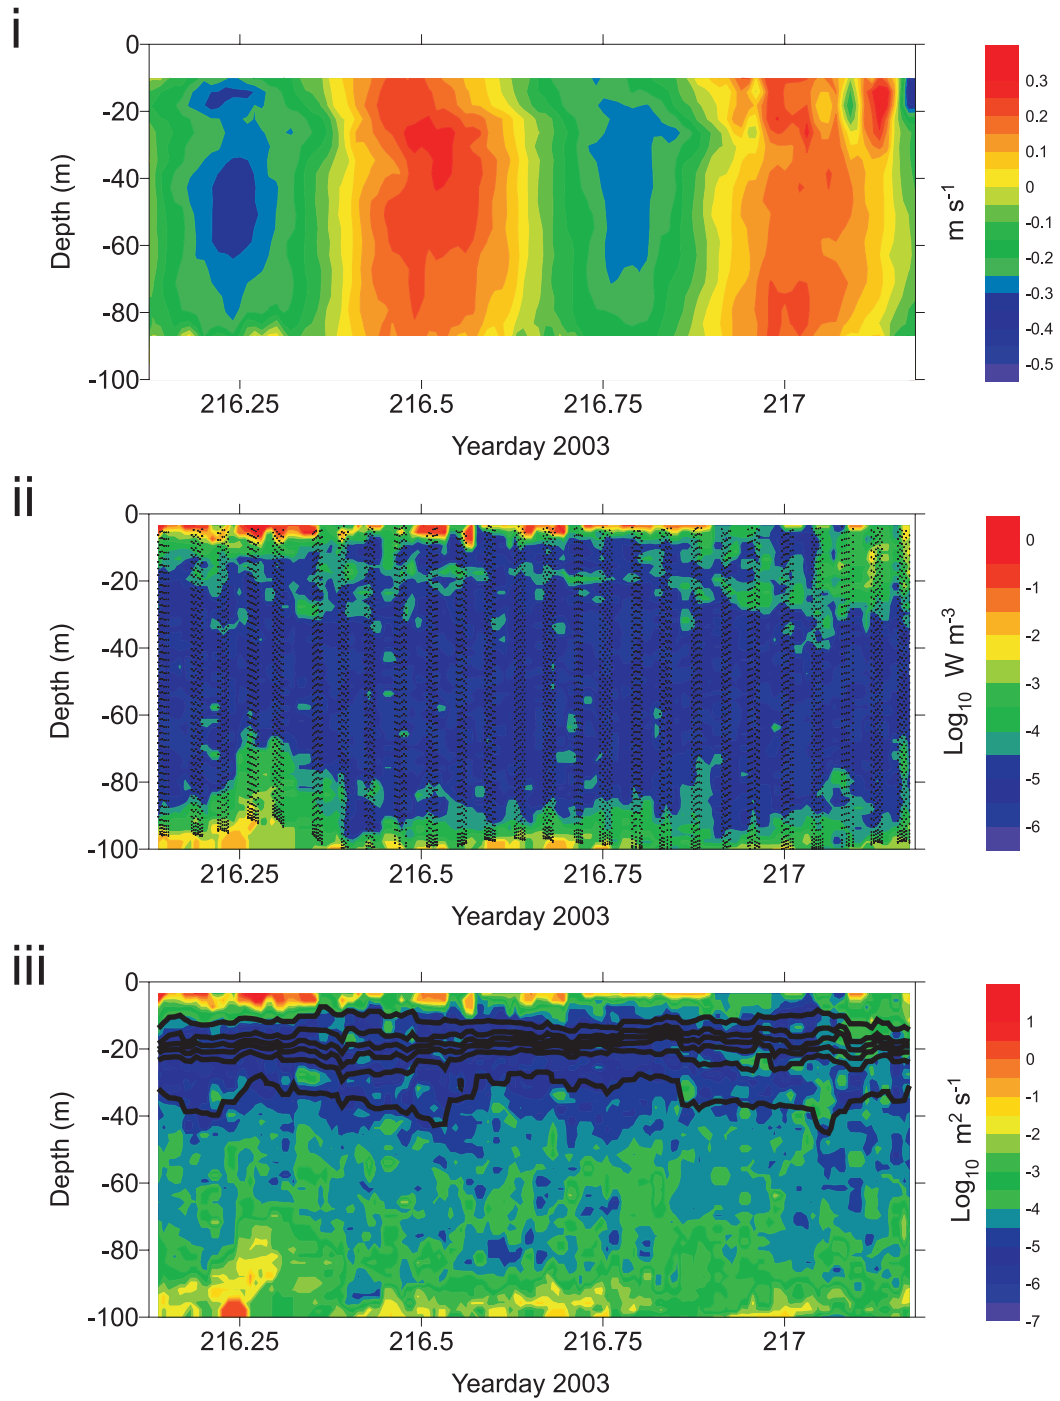 i
0
-20
-40
-60
-80
-100
Depth (m)
216.25 216.5 216.75 217
Yearday 2003
0.3
0.2
0.1
0
-0.1
-0.2
-0.3
-0.4
-0.5
m s-1
ii
0
-20
-40
-60
-80
-100
Depth (m)
216.25 216.5 216.75 217
Yearday 2003
0
-1
-2
-3
-4
-5
-6
Log10 W m-3
iii
0
-20
-40
-60
-80
-100
Depth (m)
216.25 216.5 216.75 217
Yearday 2003
1
0
-1
-2
-3
-4
-5
-6
-7
Log10 m2 s-1